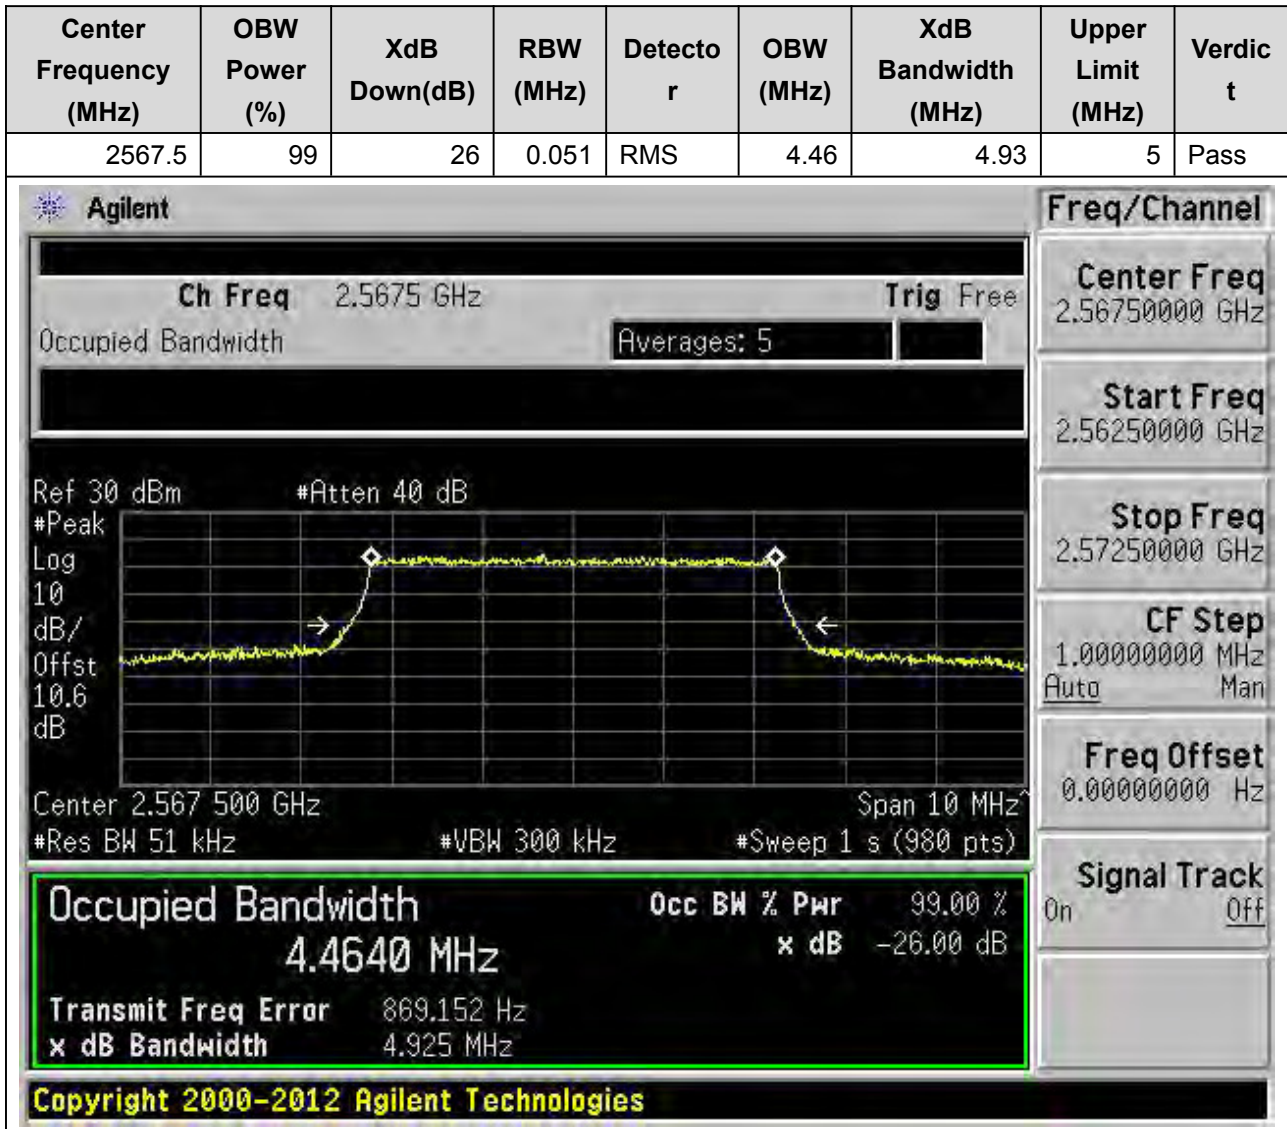 Center Frequency (MHz) OBW Power (%) XdB Down(dB) RBW (MHz) Detecto r OBW (MHz) XdB Bandwidth (MHz) Upper Limit (MHz) Verdic t
2567.5 99 26 0.051 RMS 4.46 4.93 5 Pass
Agilent
Ch Freq 2.5675 GHz Trig Free
Occupied Bandwidth Averages: 5
Ref 30 dBm #Atten 40 dB
#Peak
Log
10
dB/
Offst
10.6
dB
Center 2.567 500 GHz Span 10 MHz^
#Res BW 51 kHz #VBW 300 kHz #Sweep 1 s (980 pts)
Occupied Bandwidth Occ BW % Pwr 99.00 %
4.4640 MHz x dB -26.00 dB
Transmit Freq Error 869.152 Hz
x dB Bandwidth 4.925 MHz
Copyright 2000-2012 Agilent Technologies
Freq/Channel
Center Freq
2.56750000 GHz
Start Freq
2.56250000 GHz
Stop Freq
2.57250000 GHz
CF Step
1.00000000 MHz
Auto Man
Freq Offset
0.00000000 Hz
Signal Track
On Off